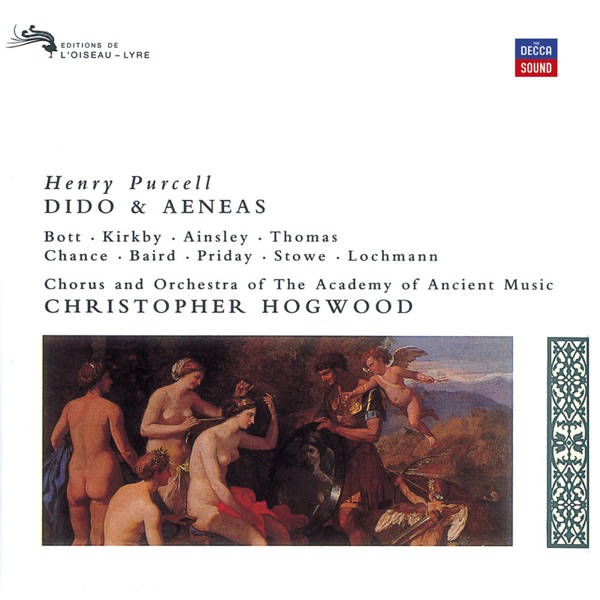 EDITIONS DE
L'OISEAU-LYRE
THE
DECCA
SOUND
Henry Purcell
DIDO & AENEAS
Bott · Kirkby · Ainsley · Thomas
Chance · Baird · Priday · Stowe · Lochmann
Chorus and Orchestra of The Academy of Ancient Music
CHRISTOPHER HOGWOOD